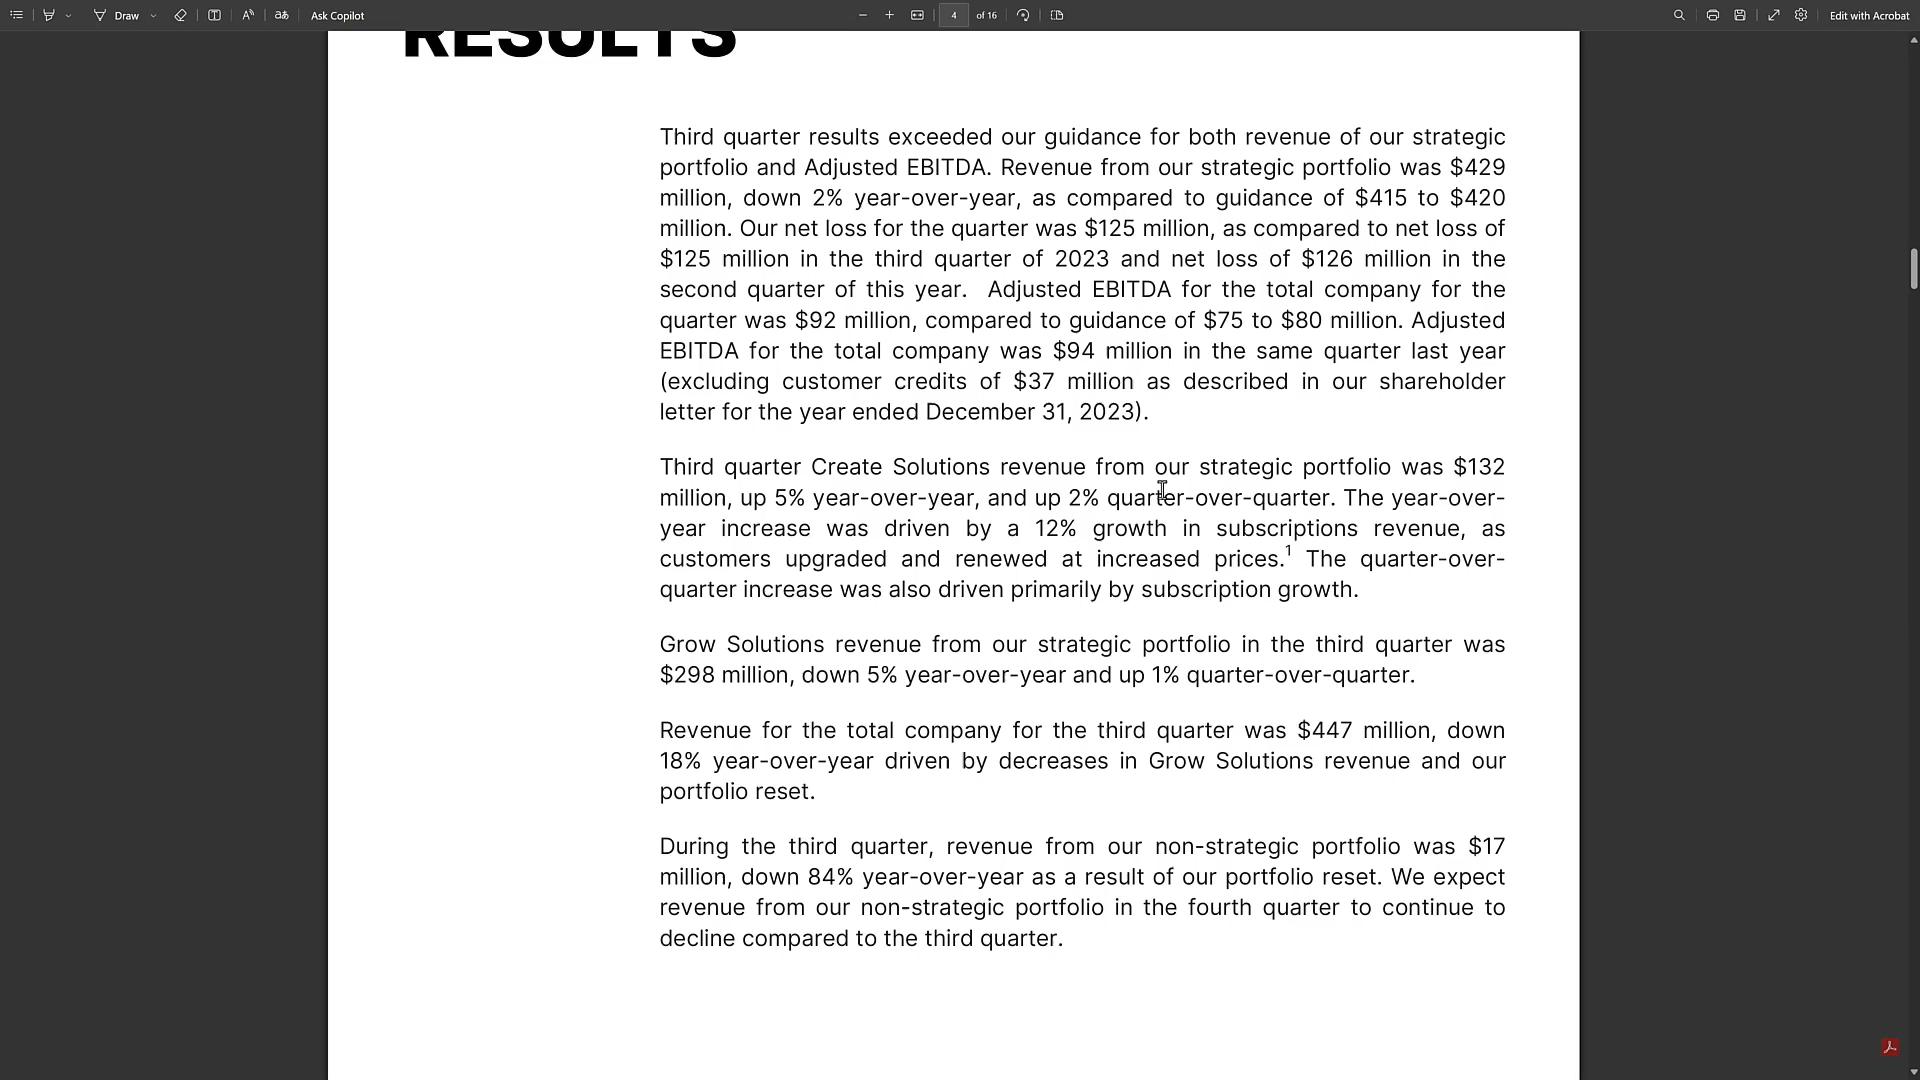 Draw
Ask Copilot
4 of 16
Edit with Acrobat
RESULTS
Third quarter results exceeded our guidance for both revenue of our strategic
portfolio and Adjusted EBITDA. Revenue from our strategic portfolio was $429
million, down 2% year-over-year, as compared to guidance of $415 to $420
million. Our net loss for the quarter was $125 million, as compared to net loss of
$125 million in the third quarter of 2023 and net loss of $126 million in the
second quarter of this year.  Adjusted EBITDA for the total company for the
quarter was $92 million, compared to guidance of $75 to $80 million. Adjusted
EBITDA for the total company was $94 million in the same quarter last year
(excluding customer credits of $37 million as described in our shareholder
letter for the year ended December 31, 2023).
Third quarter Create Solutions revenue from our strategic portfolio was $132
million, up 5% year-over-year, and up 2% quarter-over-quarter. The year-over-
year increase was driven by a 12% growth in subscriptions revenue, as
customers upgraded and renewed at increased prices.¹ The quarter-over-
quarter increase was also driven primarily by subscription growth.
Grow Solutions revenue from our strategic portfolio in the third quarter was
$298 million, down 5% year-over-year and up 1% quarter-over-quarter.
Revenue for the total company for the third quarter was $447 million, down
18% year-over-year driven by decreases in Grow Solutions revenue and our
portfolio reset.
During the third quarter, revenue from our non-strategic portfolio was $17
million, down 84% year-over-year as a result of our portfolio reset. We expect
revenue from our non-strategic portfolio in the fourth quarter to continue to
decline compared to the third quarter.